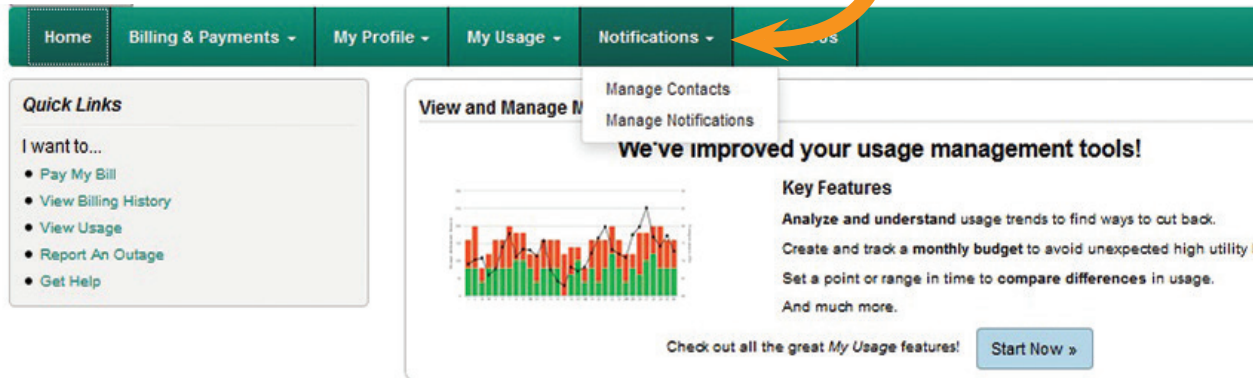 Home Billing & Payments My Profile My Usage Notifications us
Manage Contacts
Manage Notifications
Quick Links
I want to...
Pay My Bill
View Billing History
View Usage
Report An Outage
Get Help
View and Manage M
We've improved your usage management tools!
Key Features
Analyze and understand usage trends to find ways to cut back.
Create and track a monthly budget to avoid unexpected high utility
Set a point or range in time to compare differences in usage.
And much more.
Check out all the great My Usage features! Start Now »